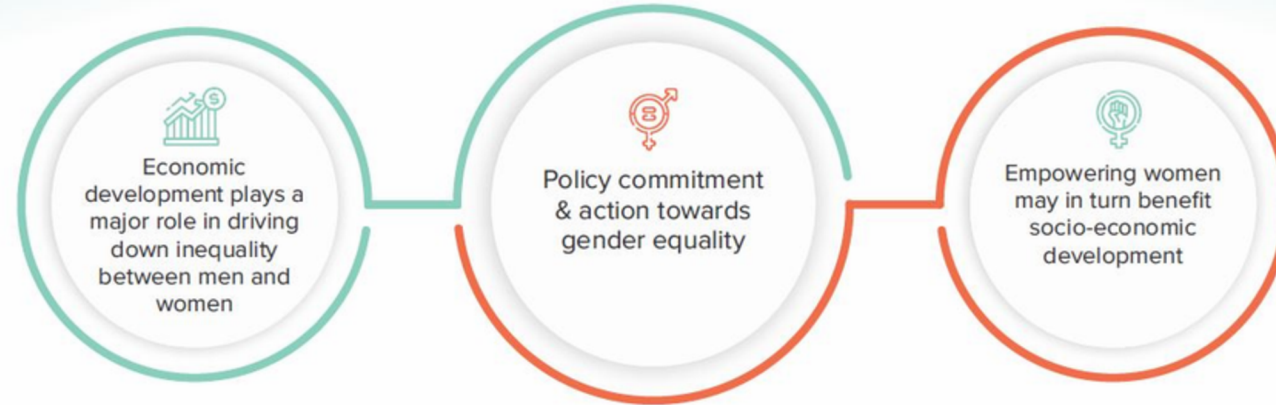 Economic
development plays a
major role in driving
down inequality
between men and
women
Policy commitment
& action towards
gender equality
Empowering women
may in turn benefit
socio-economic
development